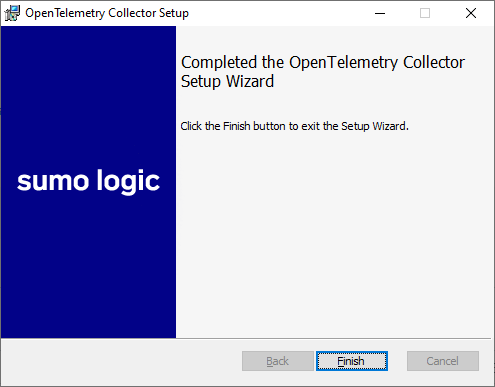 OpenTelemetry Collector Setup
Completed the OpenTelemetry Collector
Setup Wizard
Click the Finish button to exit the Setup Wizard.
sumo logic
Back
Finish
Cancel